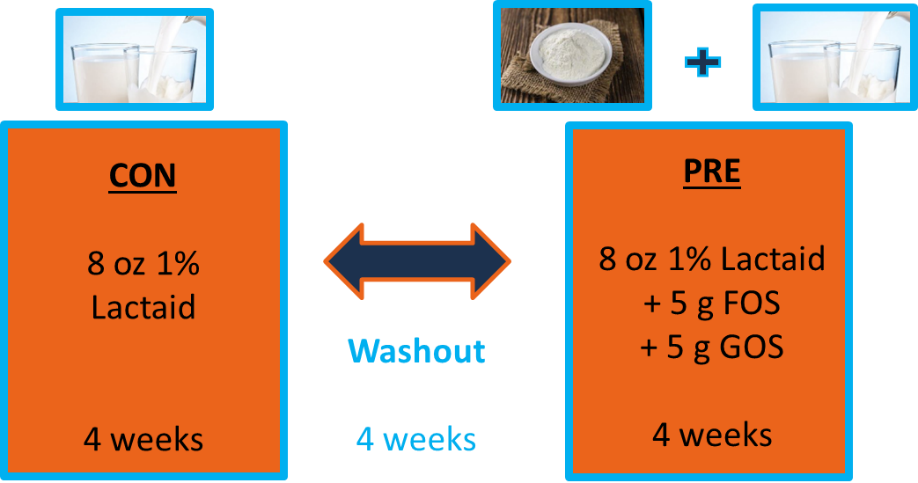 CON
8 oz 1%
Lactaid
4 weeks
Washout
4 weeks
PRE
8 oz 1% Lactaid
+ 5 g FOS
+ 5 g GOS
4 weeks